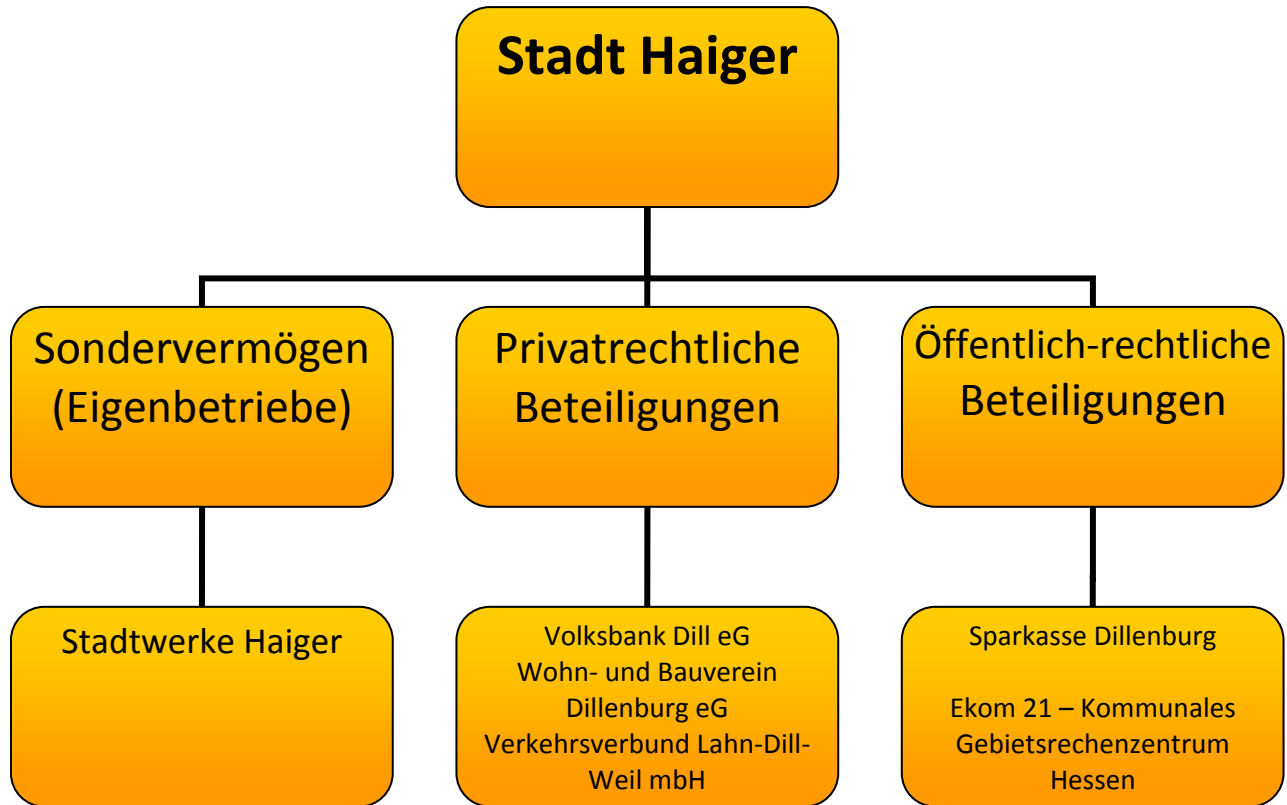 Stadt Haiger
Sondervermögen
(Eigenbetriebe)
Privatrechtliche
Beteiligungen
Öffentlich-rechtliche
Beteiligungen
Stadtwerke Haiger
Volksbank Dill eG
Wohn- und Bauverein
Dillenburg eG
Verkehrsverbund Lahn-Dill-
Weil mbH
Sparkasse Dillenburg
Ekom 21 – Kommunales
Gebietsrechenzentrum
Hessen